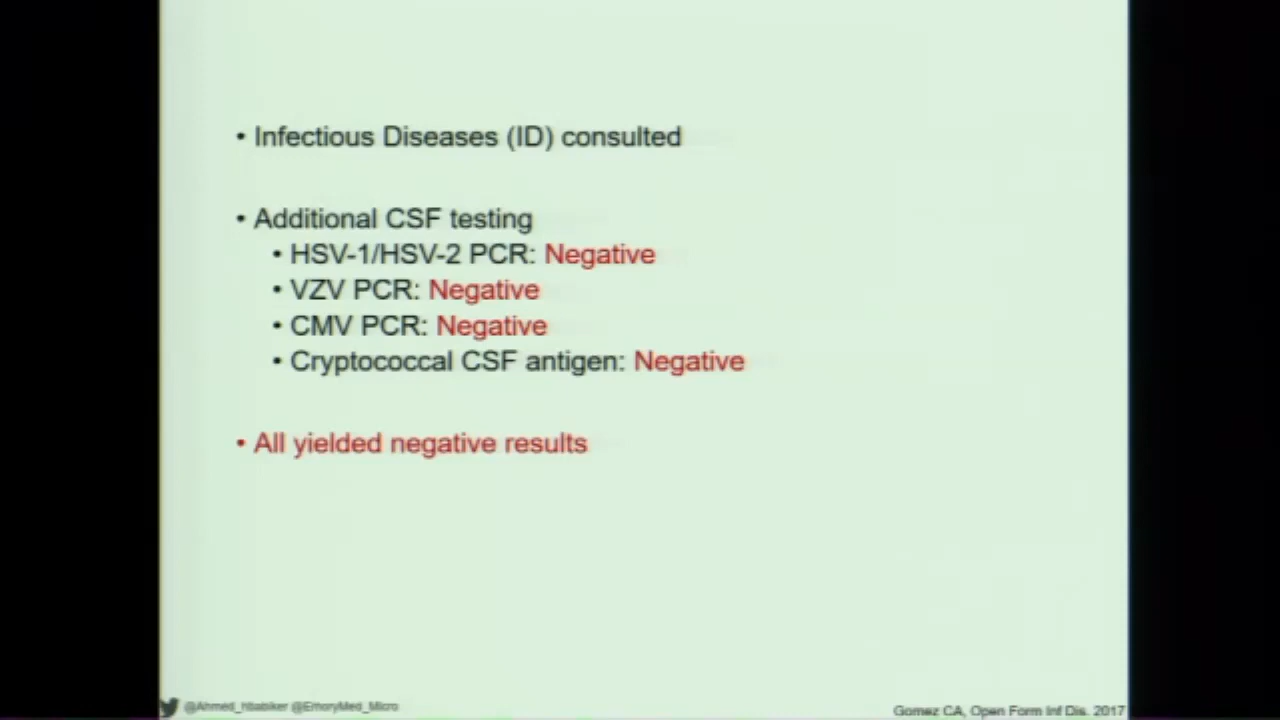 • Infectious Diseases (ID) consulted
• Additional CSF testing
• HSV-1/HSV-2 PCR: Negative
• VZV PCR: Negative
• CMV PCR: Negative
• Cryptococcal CSF antigen: Negative
• All yielded negative results
@Ahmed_hbabiker @EmoryMed_Micro
Gomez CA, Open Form Inf Dis. 2017